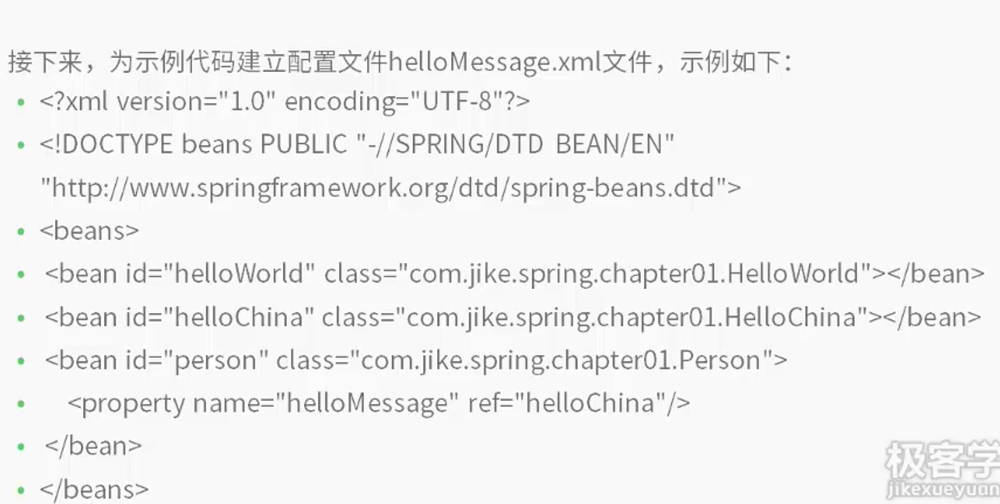 接下来，为示例代码建立配置文件helloMessage.xml文件，示例如下：
• <?xml version="1.0" encoding="UTF-8"?>
• <!DOCTYPE beans PUBLIC "-//SPRING/DTD BEAN/EN"
"http://www.springframework.org/dtd/spring-beans.dtd">
• <beans>
• <bean id="helloWorld" class="com.jike.spring.chapter01.HelloWorld"></bean>
• <bean id="helloChina" class="com.jike.spring.chapter01.HelloChina"></bean>
• <bean id="person" class="com.jike.spring.chapter01.Person">
• <property name="helloMessage" ref="helloChina"/>
• </bean>
• </beans>
极客学
jikexueyuan